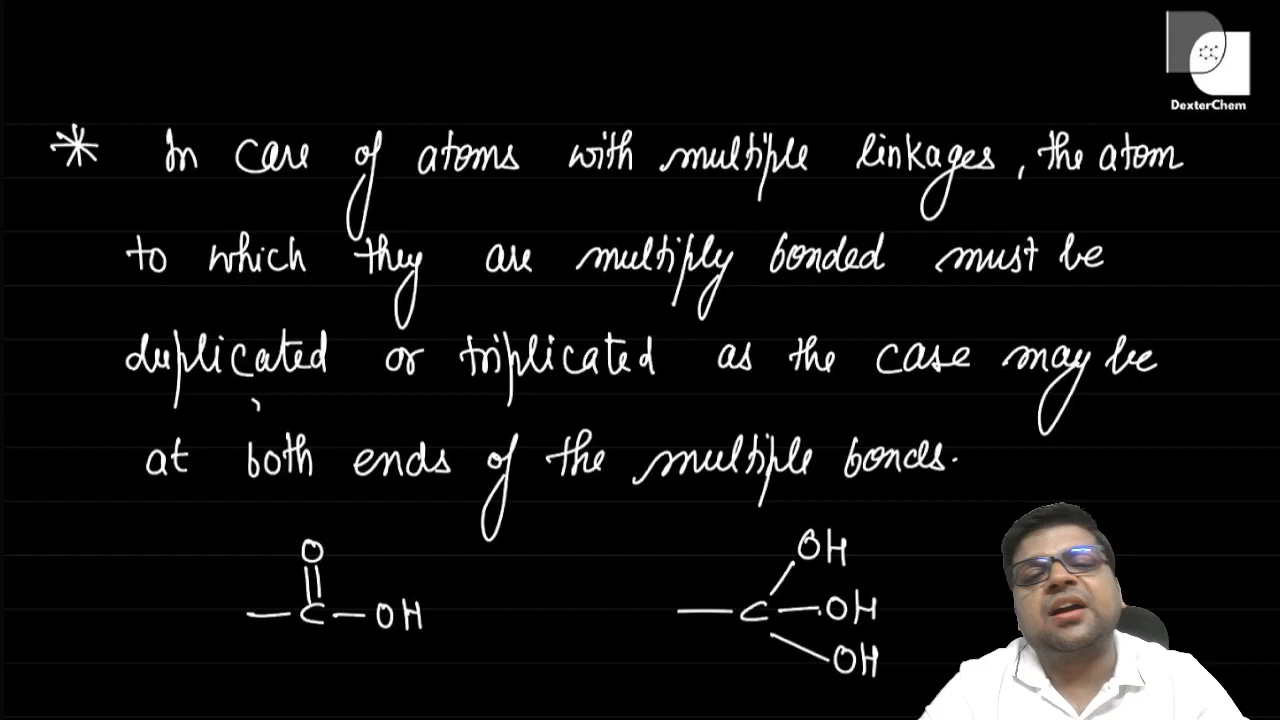 DexterChem
* In case of atoms with multiple linkages, the atom
to which they are multiply bonded must be
duplicated or triplicated as the case may be
at both ends of the multiple bonds.
O
— C — OH
OH
— C — OH
OH